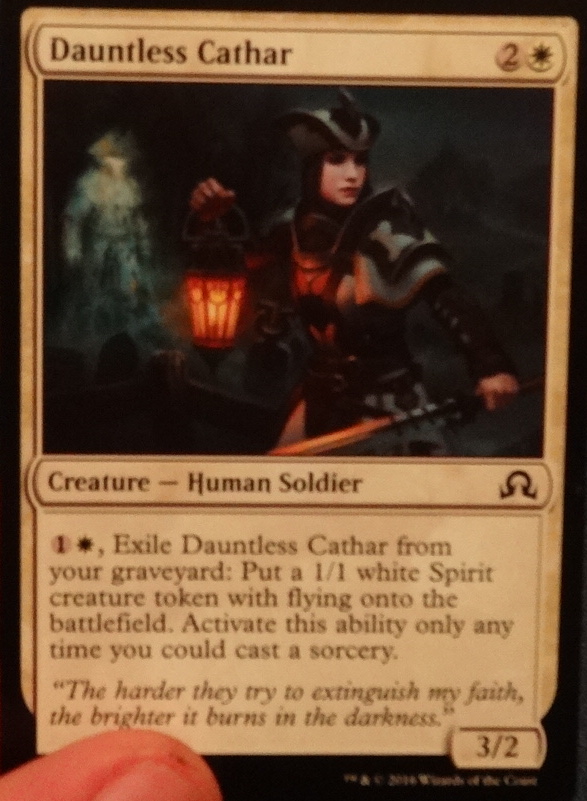 Dauntless Cathar 2
Creature — Human Soldier
1, Exile Dauntless Cathar from
your graveyard: Put a 1/1 white Spirit
creature token with flying onto the
battlefield. Activate this ability only any
time you could cast a sorcery.
“The harder they try to extinguish my faith,
the brighter it burns in the darkness.”
3/2
™ & © 2016 Wizards of the Coast